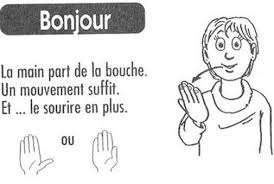 Bonjour
La main part de la bouche.
Un mouvement suffit.
Et ... le sourire en plus.
ou